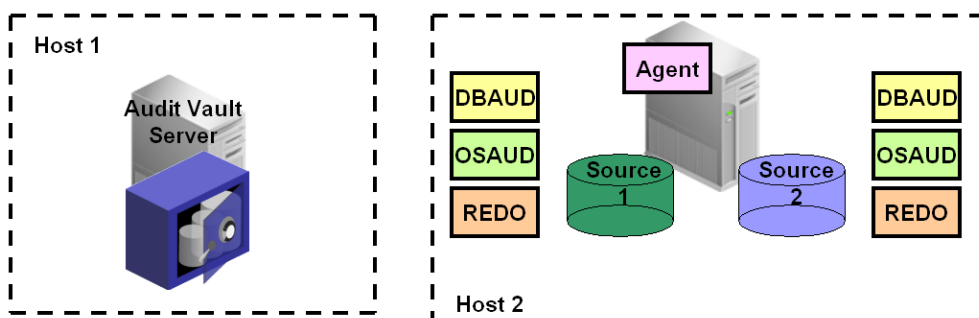 Host 1
Audit Vault
Server
Agent
DBAUD
OSAUD
REDO
Source
1
Source
2
DBAUD
OSAUD
REDO
Host 2